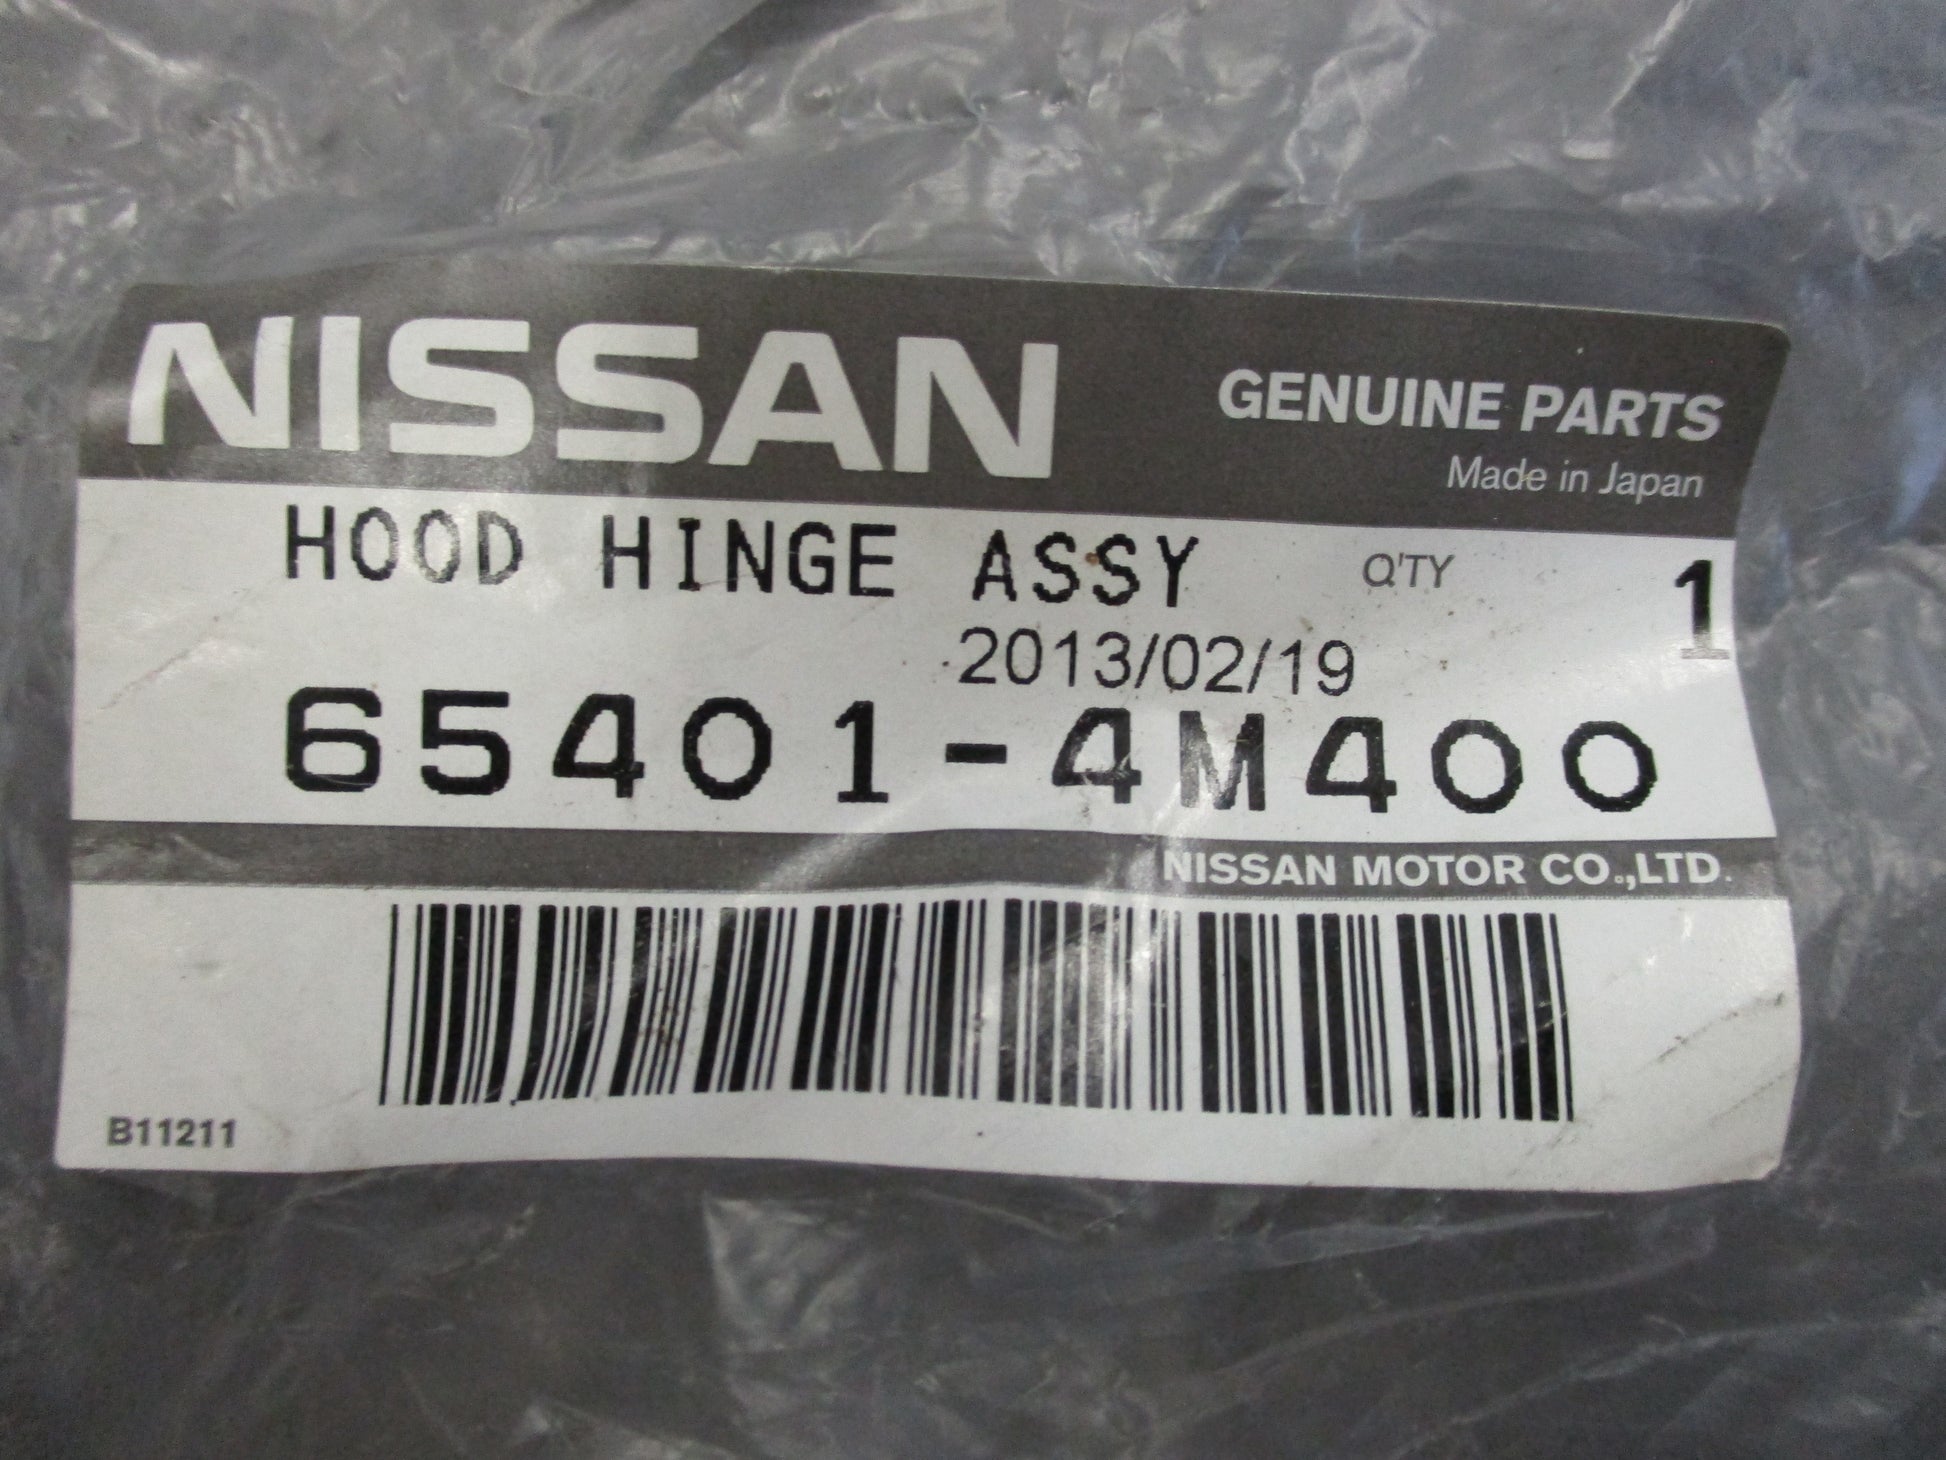 NISSAN
GENUINE PARTS
Made in Japan
HOOD HINGE ASSY Q'TY 1
2013/02/19
65401-4M400
NISSAN MOTOR CO.,LTD.
B11211